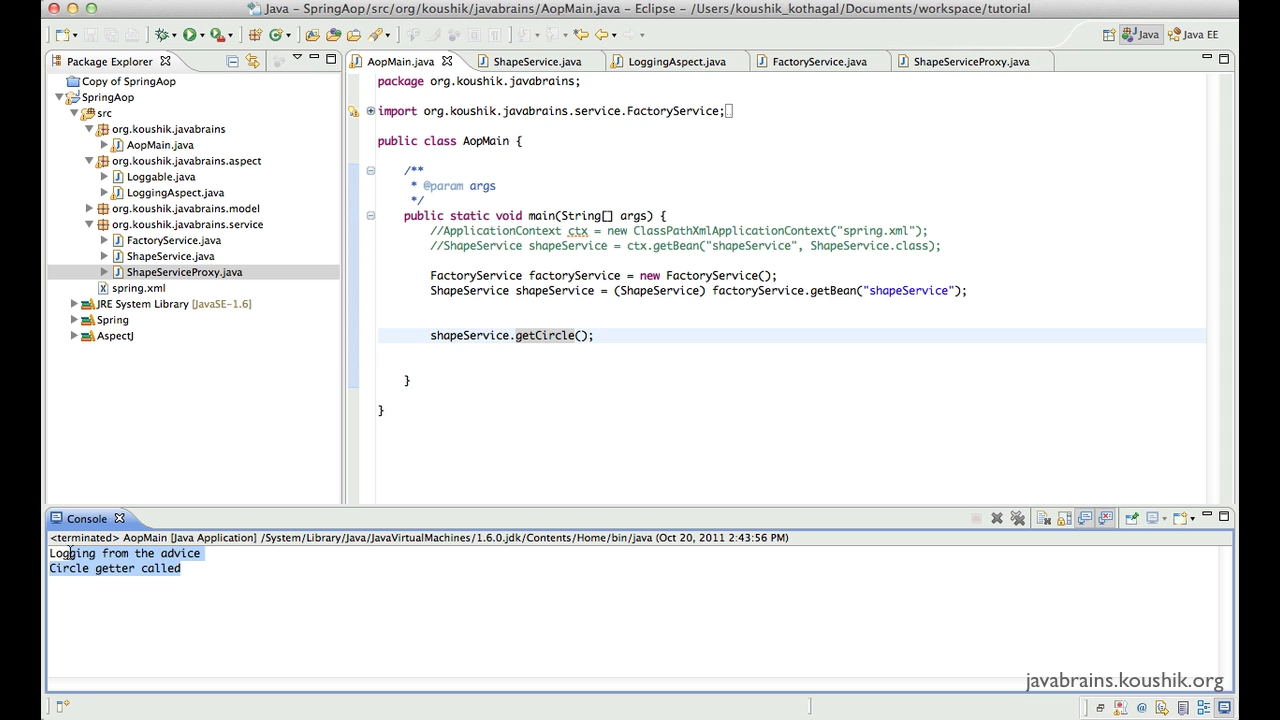 Java - SpringAop/src/org/koushik/javabrains/AopMain.java - Eclipse - /Users/koushik_kothagal/Documents/workspace/tutorial
Java
Java EE
Package Explorer
Copy of SpringAop
SpringAop
src
org.koushik.javabrains
AopMain.java
org.koushik.javabrains.aspect
Loggable.java
LoggingAspect.java
org.koushik.javabrains.model
org.koushik.javabrains.service
FactoryService.java
ShapeService.java
ShapeServiceProxy.java
spring.xml
JRE System Library [JavaSE-1.6]
Spring
AspectJ
AopMain.java
ShapeService.java
LoggingAspect.java
FactoryService.java
ShapeServiceProxy.java
package org.koushik.javabrains;
import org.koushik.javabrains.service.FactoryService;
public class AopMain {
/**
* @param args
*/
public static void main(String[] args) {
//ApplicationContext ctx = new ClassPathXmlApplicationContext("spring.xml");
//ShapeService shapeService = ctx.getBean("shapeService", ShapeService.class);
FactoryService factoryService = new FactoryService();
ShapeService shapeService = (ShapeService) factoryService.getBean("shapeService");
shapeService.getCircle();
}
}
Console
<terminated> AopMain [Java Application] /System/Library/Java/JavaVirtualMachines/1.6.0.jdk/Contents/Home/bin/java (Oct 20, 2011 2:43:56 PM)
Logging from the advice
Circle getter called
javabrains.koushik.org